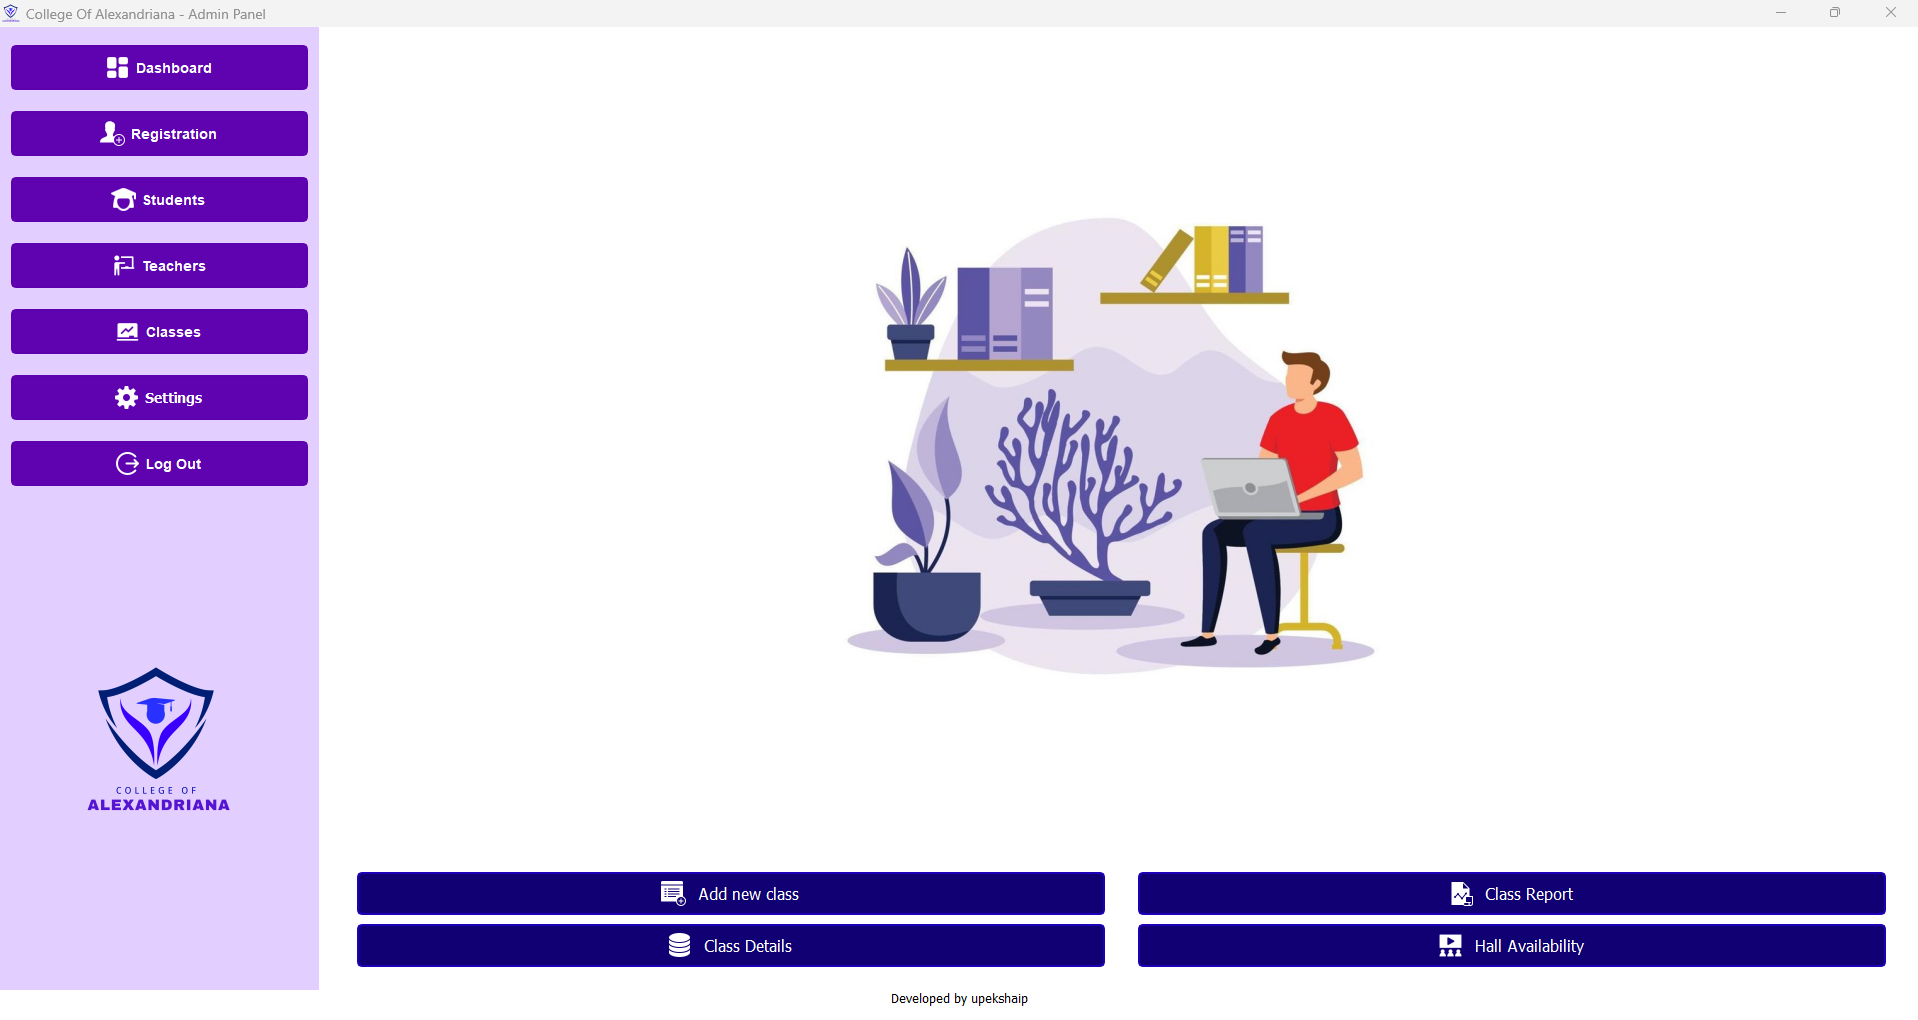 College Of Alexandriana - Admin Panel
Dashboard
Registration
Students
Teachers
Classes
Settings
Log Out
COLLEGE OF
ALEXANDRIANA
Add new class
Class Report
Class Details
Hall Availability
Developed by upekshaip